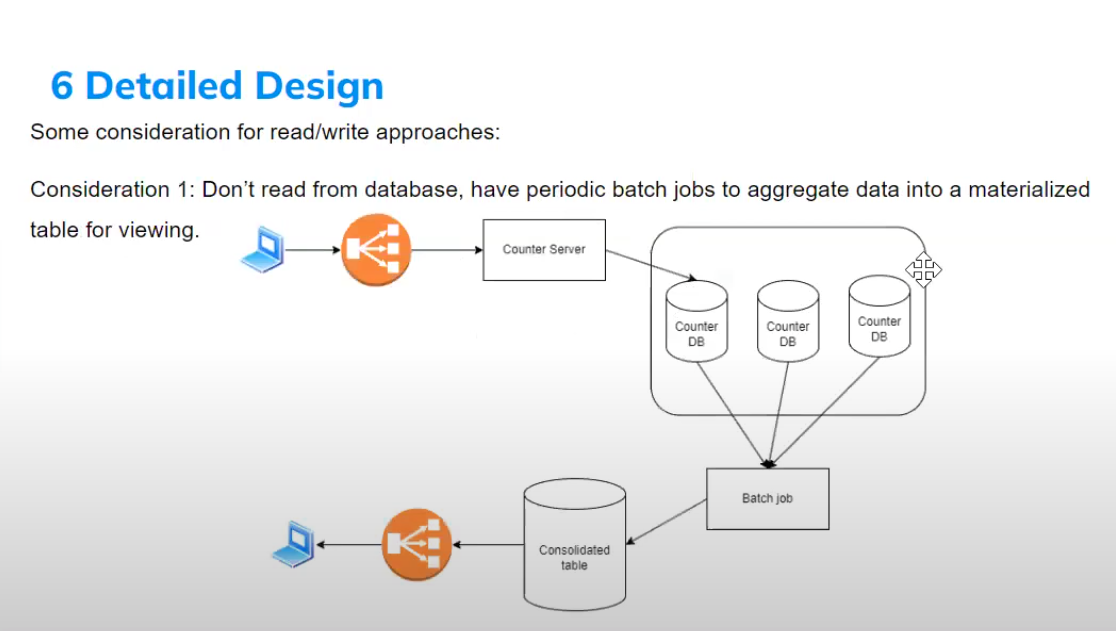 6 Detailed Design
Some consideration for read/write approaches:
Consideration 1: Don’t read from database, have periodic batch jobs to aggregate data into a materialized
table for viewing.
Counter Server
Counter
DB
Counter
DB
Counter
DB
Batch job
Consolidated
table